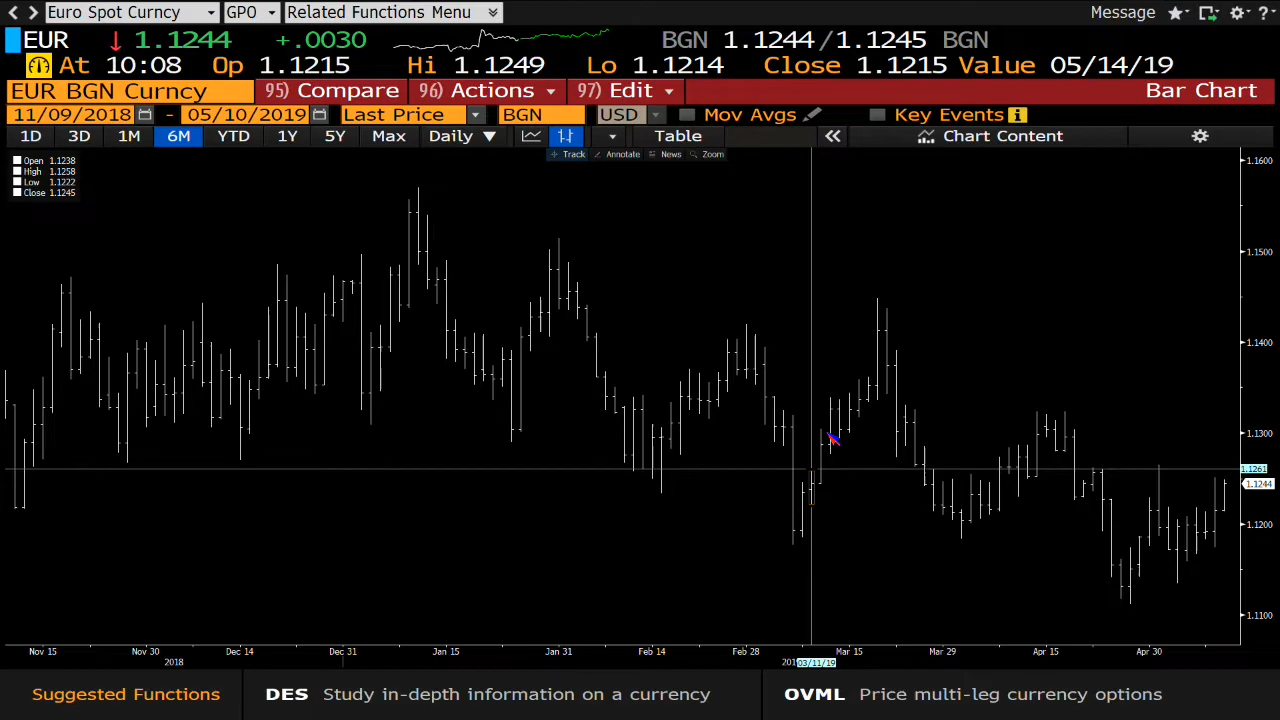 Euro Spot Curncy GPO Related Functions Menu Message ?
EUR 1.1244 +.0030 BGN 1.1244/1.1245 BGN
At 10:08 Op 1.1215 Hi 1.1249 Lo 1.1214 Close 1.1215 Value 05/14/19
EUR BGN Curncy 95) Compare 96) Actions 97) Edit Bar Chart
11/09/2018 - 05/10/2019 Last Price BGN USD Mov Avgs Key Events i
1D 3D 1M 6M YTD 1Y 5Y Max Daily Table Chart Content
Track Annotate News Zoom
Open 1.1238
High 1.1258
Low 1.1222
Close 1.1245
1.1600
1.1500
1.1400
1.1300
1.1261
1.1244
1.1200
1.1100
Nov 15 Nov 30 Dec 14 Dec 31 Jan 15 Jan 31 Feb 14 Feb 28 Mar 15 Mar 29 Apr 15 Apr 30
2018 03/11/19
Suggested Functions DES Study in-depth information on a currency OVML Price multi-leg currency options